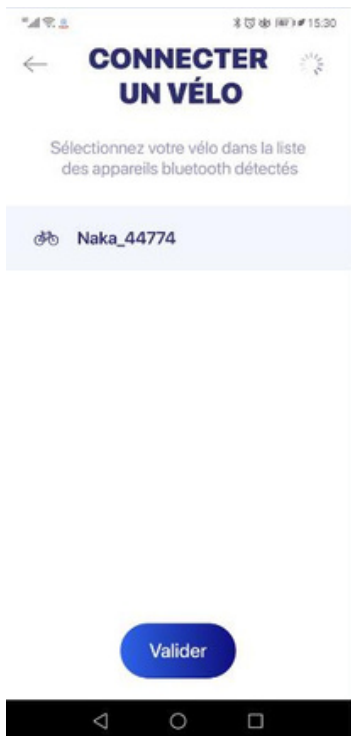 15:30
CONNECTER
UN VÉLO
Sélectionnez votre vélo dans la liste
des appareils bluetooth détectés
Naka_44774
Valider